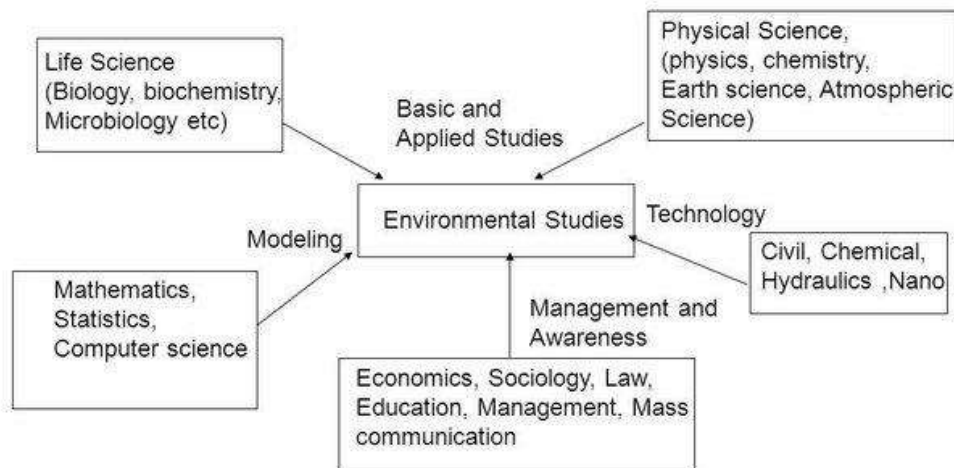 Life Science
(Biology, biochemistry,
Microbiology etc)
Basic and
Applied Studies
Physical Science,
(physics, chemistry,
Earth science, Atmospheric
Science)
Environmental Studies
Technology
Modeling
Civil, Chemical,
Hydraulics ,Nano
Mathematics,
Statistics,
Computer science
Management and
Awareness
Economics, Sociology, Law,
Education, Management, Mass
communication